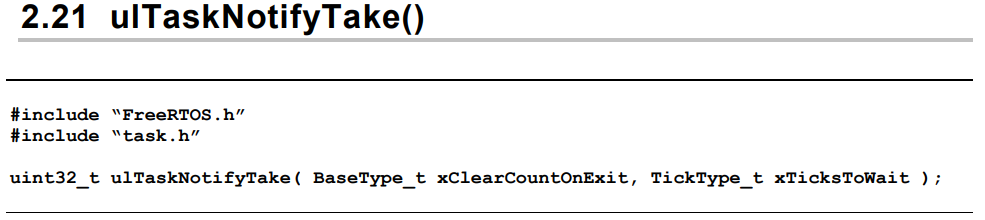 2.21 ulTaskNotifyTake()
#include “FreeRTOS.h”
#include “task.h”
uint32_t ulTaskNotifyTake( BaseType_t xClearCountOnExit, TickType_t xTicksToWait );